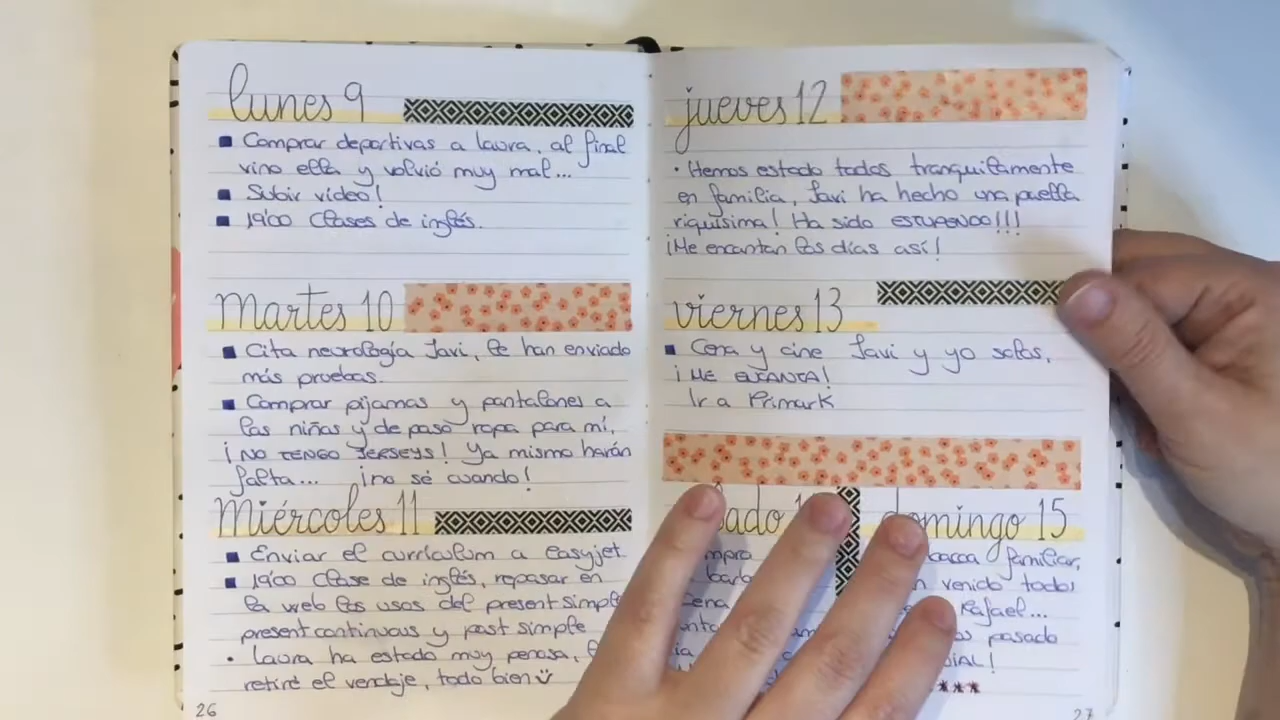 lunes 9
Comprar deportivas a Laura, al final
vino ella y volvió muy mal...
Subir vídeo!
19'00 Clases de inglés.
Martes 10
Cita neurología Javi, le han enviado
más pruebas.
Comprar pijamas y pantalones a
las niñas y de paso ropa para mí,
¡NO TENGO JERSEYS! Ya mismo harán
falta... ¡no sé cuando!
Miércoles 11
Enviar el currículum a easyjet
19'00 Clase de inglés, repasar en
la web los usos del present simple
present continuous y past simple
Laura ha estado muy penosa,
retiré el vendaje, todo bien
26
jueves 12
Hemos estado todos tranquilamente
en familia, Javi ha hecho una paella
riquísima! Ha sido ESTUPENDO!!!
¡Me encantan los días así!
viernes 13
Cena y cine Javi y yo solos,
¡ME ENCANTA!
Ir a Primark
domingo 15
familiar,
venido todos
Rafael...
pasado
27